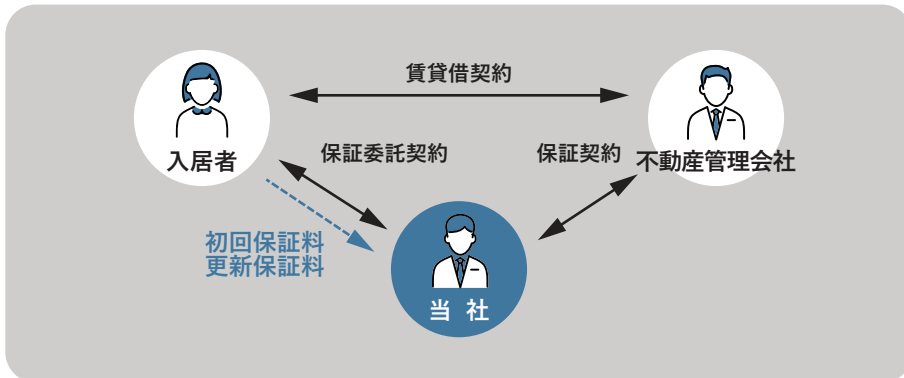 賃貸借契約
入居者
保証委託契約
保証契約
不動産管理会社
初回保証料
更新保証料
当 社